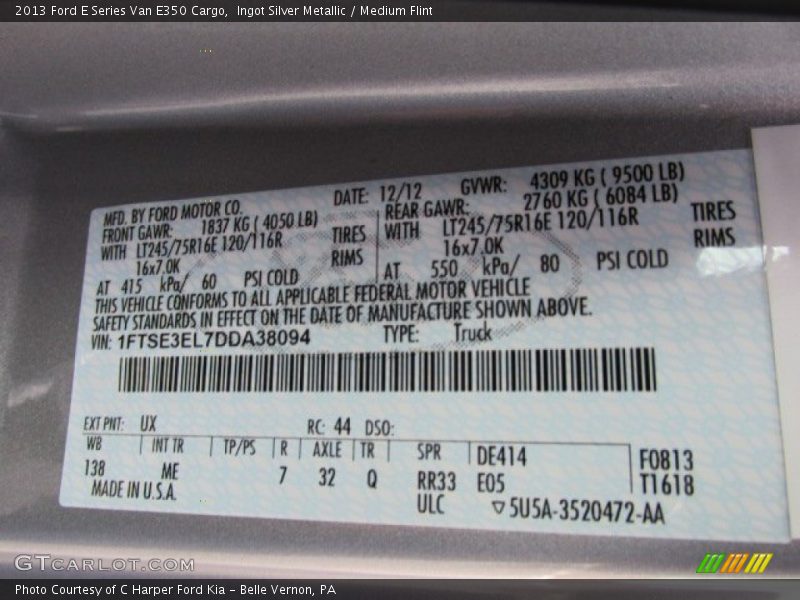 2013 Ford E Series Van E350 Cargo,  Ingot Silver Metallic / Medium Flint
MFD. BY FORD MOTOR CO. DATE: 12/12 GVWR: 4309 KG ( 9500 LB)
FRONT GAWR: 1837 KG ( 4050 LB) REAR GAWR: 2760 KG ( 6084 LB)
WITH LT245/75R16E 120/116R TIRES WITH LT245/75R16E 120/116R TIRES
16x7.0K RIMS 16x7.0K RIMS
AT 415 kPa/ 60 PSI COLD AT 550 kPa/ 80 PSI COLD
THIS VEHICLE CONFORMS TO ALL APPLICABLE FEDERAL MOTOR VEHICLE
SAFETY STANDARDS IN EFFECT ON THE DATE OF MANUFACTURE SHOWN ABOVE.
VIN: 1FTSE3EL7DDA38094 TYPE: Truck
EXT PNT: UX RC: 44 DSO:
WB INT TR TP/PS R AXLE TR SPR DE414 F0813
138 ME 7 32 Q RR33 E05 T1618
MADE IN U.S.A. ULC ▽5U5A-3520472-AA
GTCARLOT.COM
Photo Courtesy of C Harper Ford Kia – Belle Vernon, PA